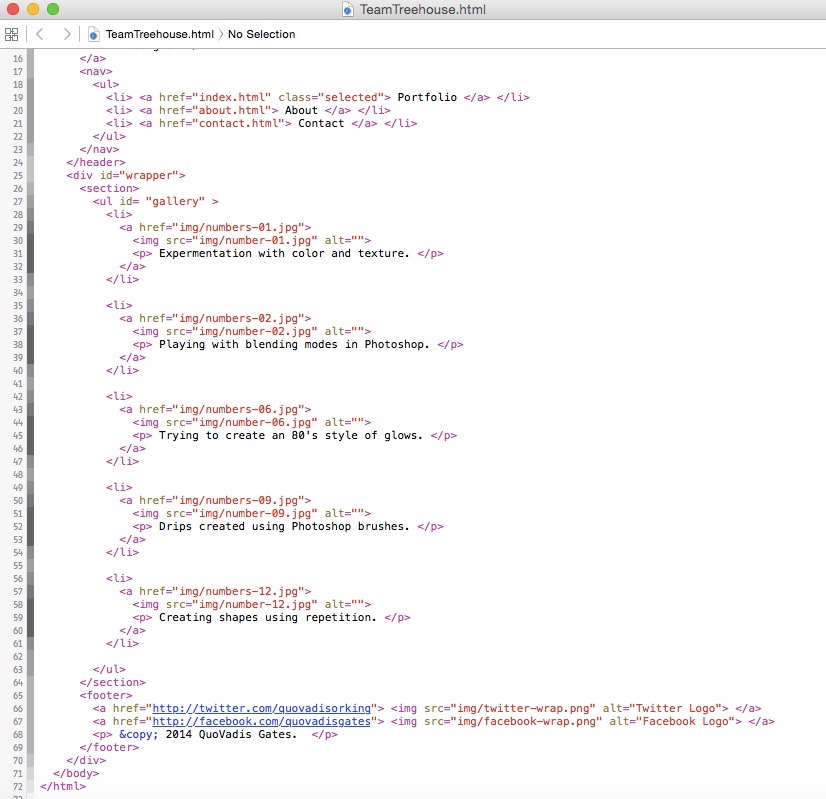 TeamTreehouse.html
TeamTreehouse.html 〉 No Selection
16 </a>
17 <nav>
18 <ul>
19 <li> <a href="index.html" class="selected"> Portfolio </a> </li>
20 <li> <a href="about.html"> About </a> </li>
21 <li> <a href="contact.html"> Contact </a> </li>
22 </ul>
23 </nav>
24 </header>
25 <div id="wrapper">
26 <section>
27 <ul id= "gallery" >
28 <li>
29 <a href="img/numbers-01.jpg">
30 <img src="img/number-01.jpg" alt="">
31 <p> Expermentation with color and texture. </p>
32 </a>
33 </li>
34
35 <li>
36 <a href="img/numbers-02.jpg">
37 <img src="img/number-02.jpg" alt="">
38 <p> Playing with blending modes in Photoshop. </p>
39 </a>
40 </li>
41
42 <li>
43 <a href="img/numbers-06.jpg">
44 <img src="img/number-06.jpg" alt="">
45 <p> Trying to create an 80's style of glows. </p>
46 </a>
47 </li>
48
49 <li>
50 <a href="img/numbers-09.jpg">
51 <img src="img/number-09.jpg" alt="">
52 <p> Drips created using Photoshop brushes. </p>
53 </a>
54 </li>
55
56 <li>
57 <a href="img/numbers-12.jpg">
58 <img src="img/number-12.jpg" alt="">
59 <p> Creating shapes using repetition. </p>
60 </a>
61 </li>
62
63 </ul>
64 </section>
65 <footer>
66 <a href="http://twitter.com/quovadisorking"> <img src="img/twitter-wrap.png" alt="Twitter Logo"> </a>
67 <a href="http://facebook.com/quovadisgates"> <img src="img/facebook-wrap.png" alt="Facebook Logo"> </a>
68 <p> &copy; 2014 QuoVadis Gates.  </p>
69 </footer>
70 </div>
71 </body>
72 </html>